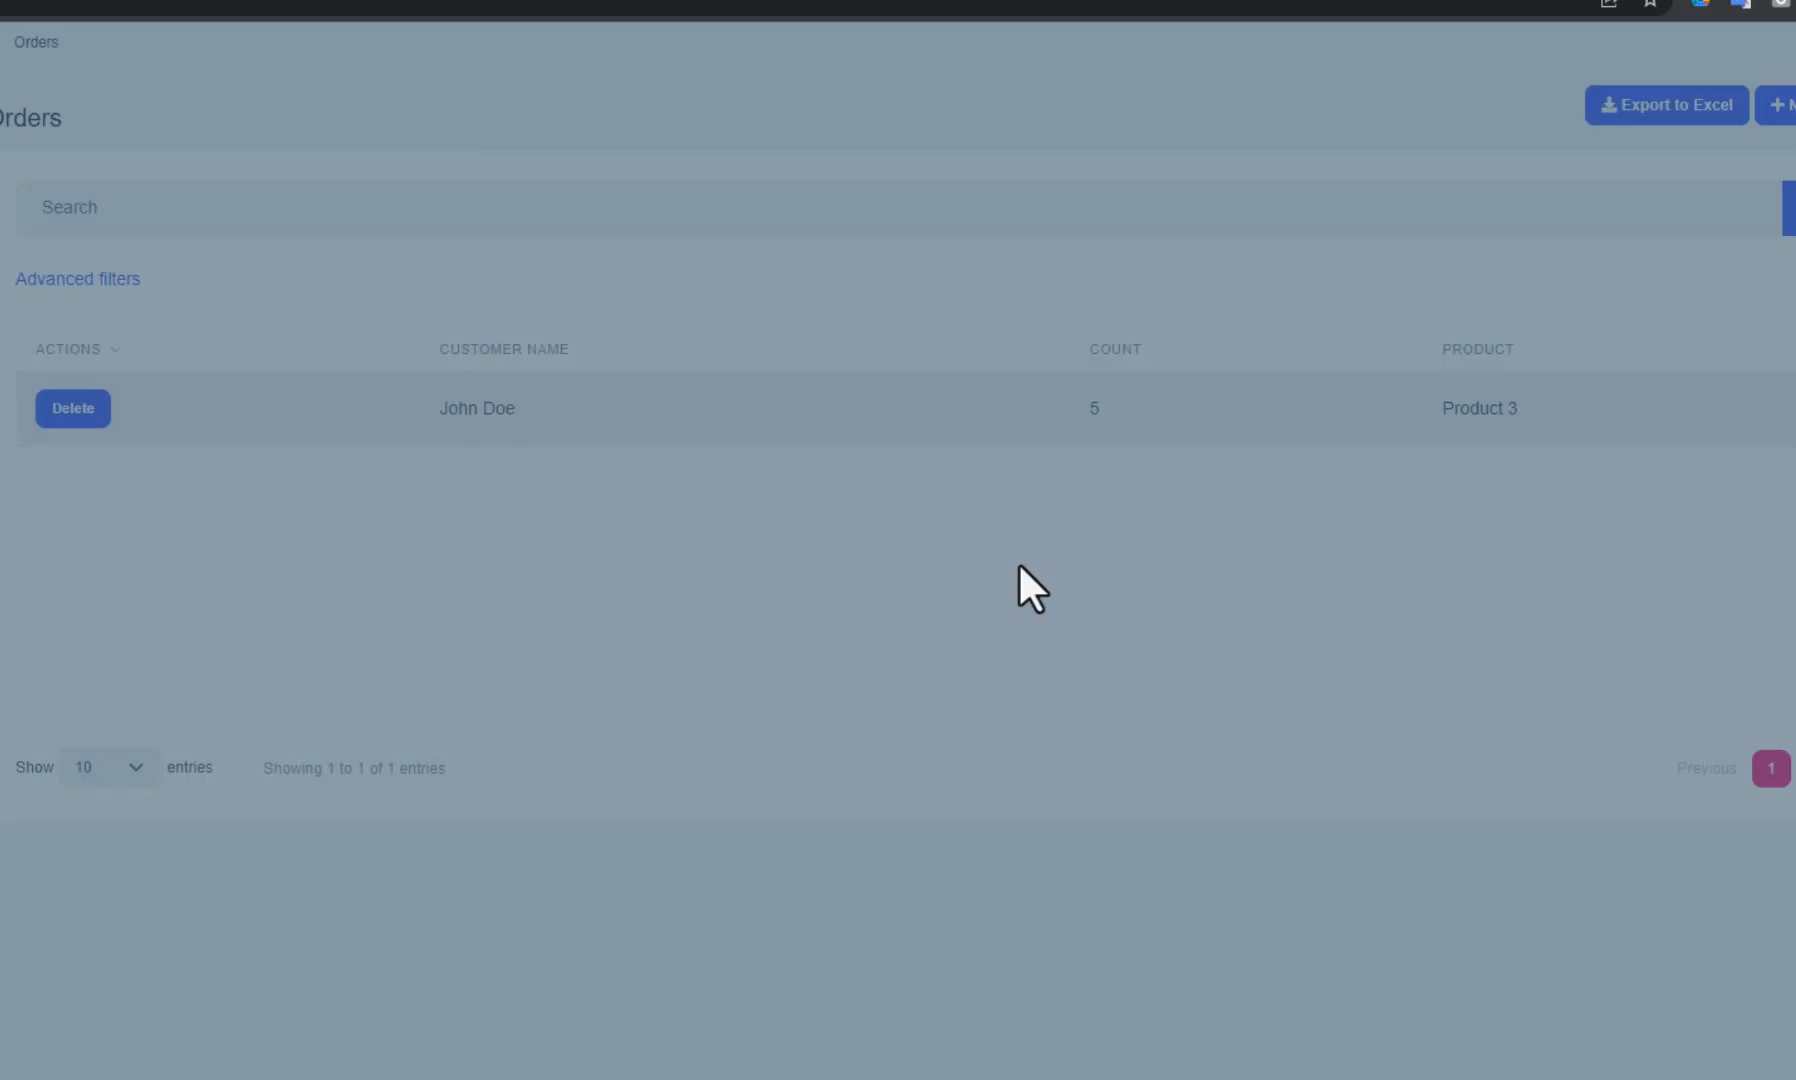 Orders
Orders
Export to Excel
Search
Advanced filters
ACTIONS CUSTOMER NAME COUNT PRODUCT
Delete John Doe 5 Product 3
Show 10 entries Showing 1 to 1 of 1 entries Previous 1